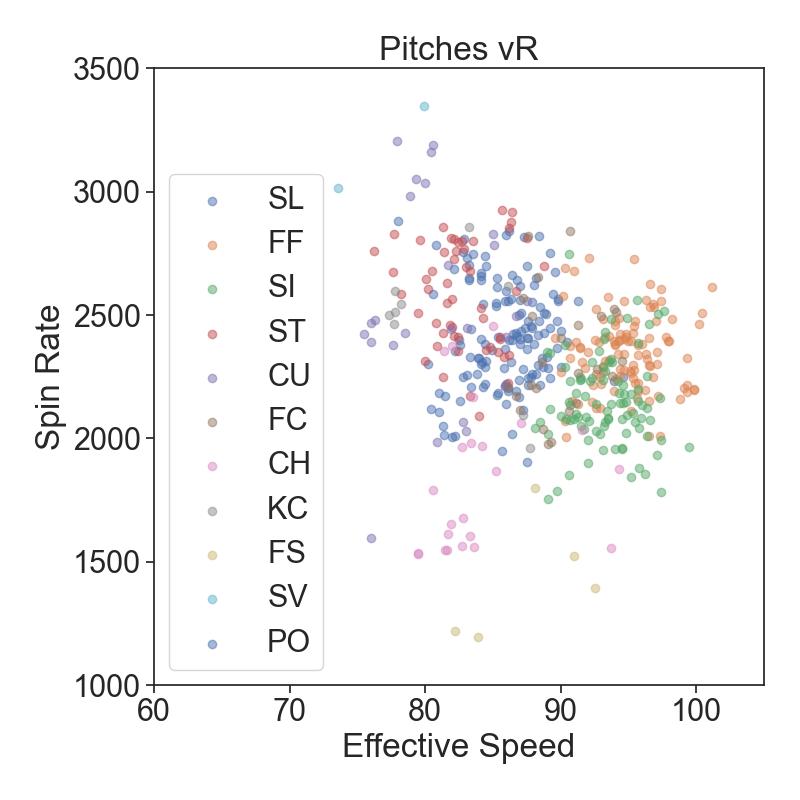 Pitches vR
3500
3000
2500
2000
1500
1000
Spin Rate
SL
FF
SI
ST
CU
FC
CH
KC
FS
SV
PO
60 70 80 90 100
Effective Speed